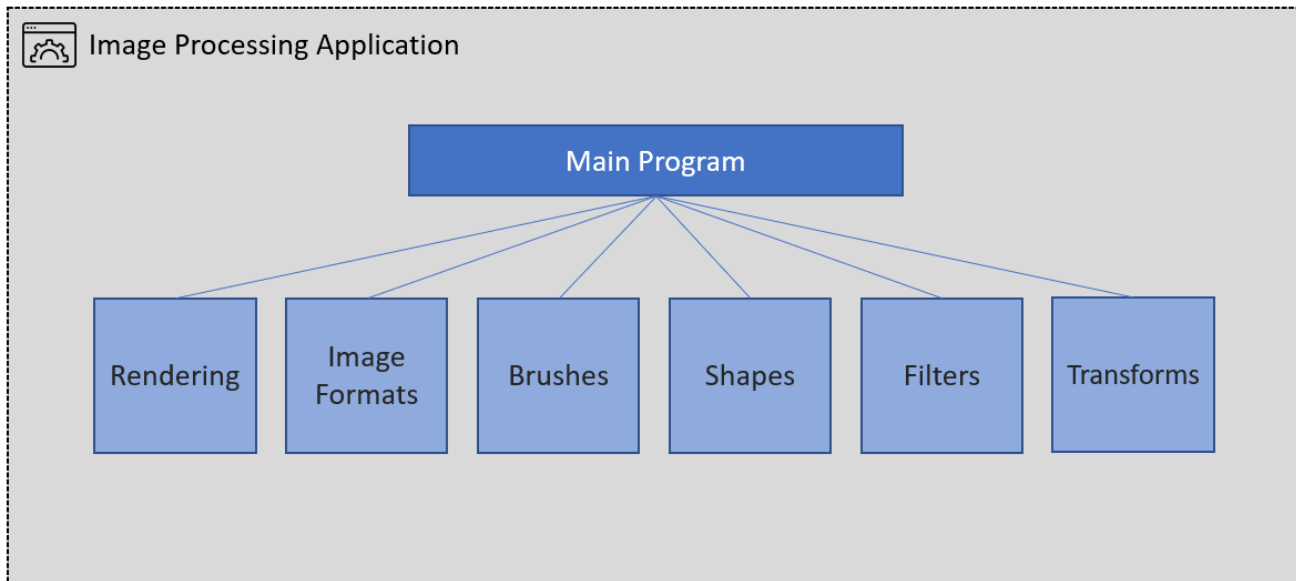 Image Processing Application
Main Program
Rendering
Image
Formats
Brushes
Shapes
Filters
Transforms